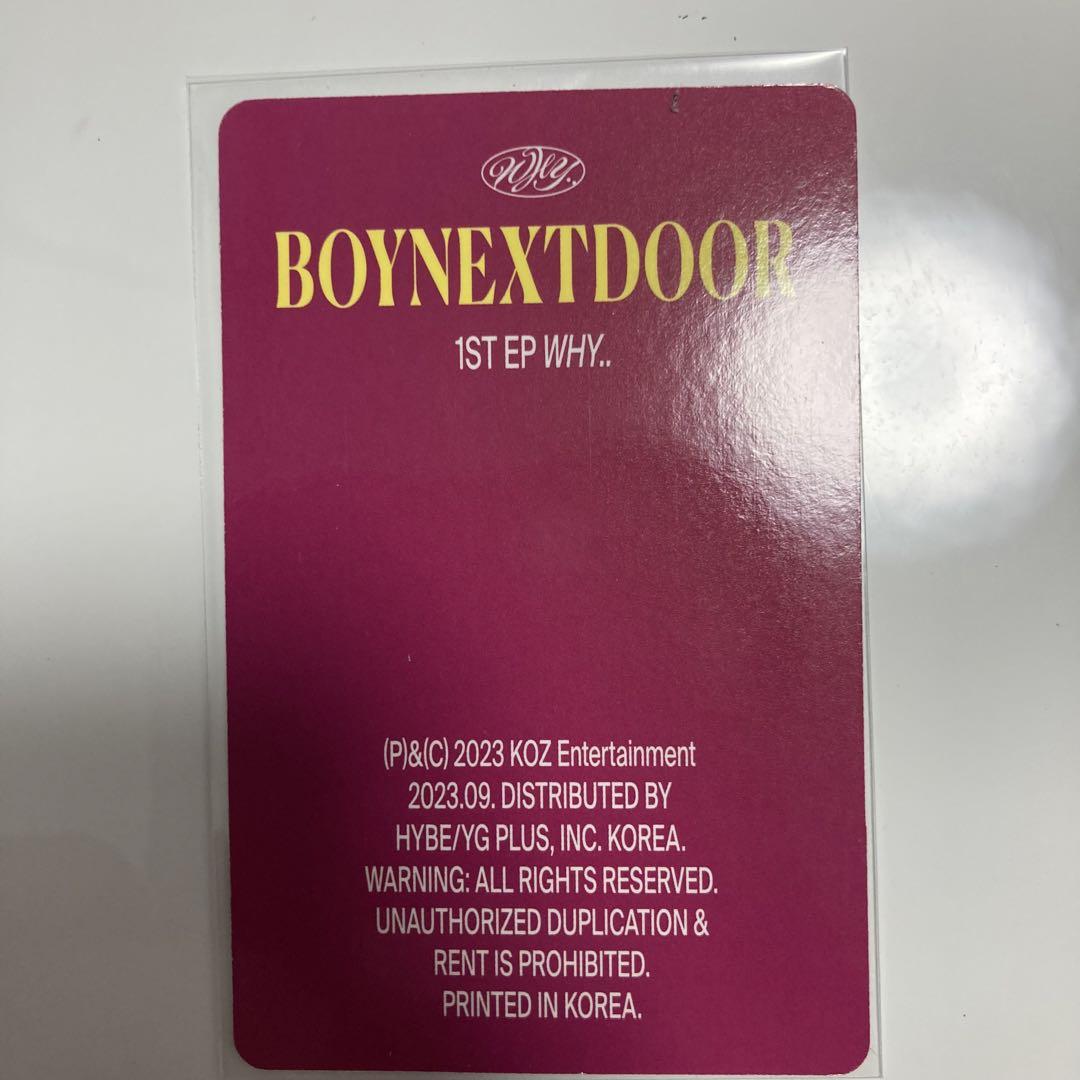 WHY..
BOYNEXTDOOR
1ST EP WHY..
(P)&(C) 2023 KOZ Entertainment
2023.09. DISTRIBUTED BY
HYBE/YG PLUS, INC. KOREA.
WARNING: ALL RIGHTS RESERVED.
UNAUTHORIZED DUPLICATION &
RENT IS PROHIBITED.
PRINTED IN KOREA.